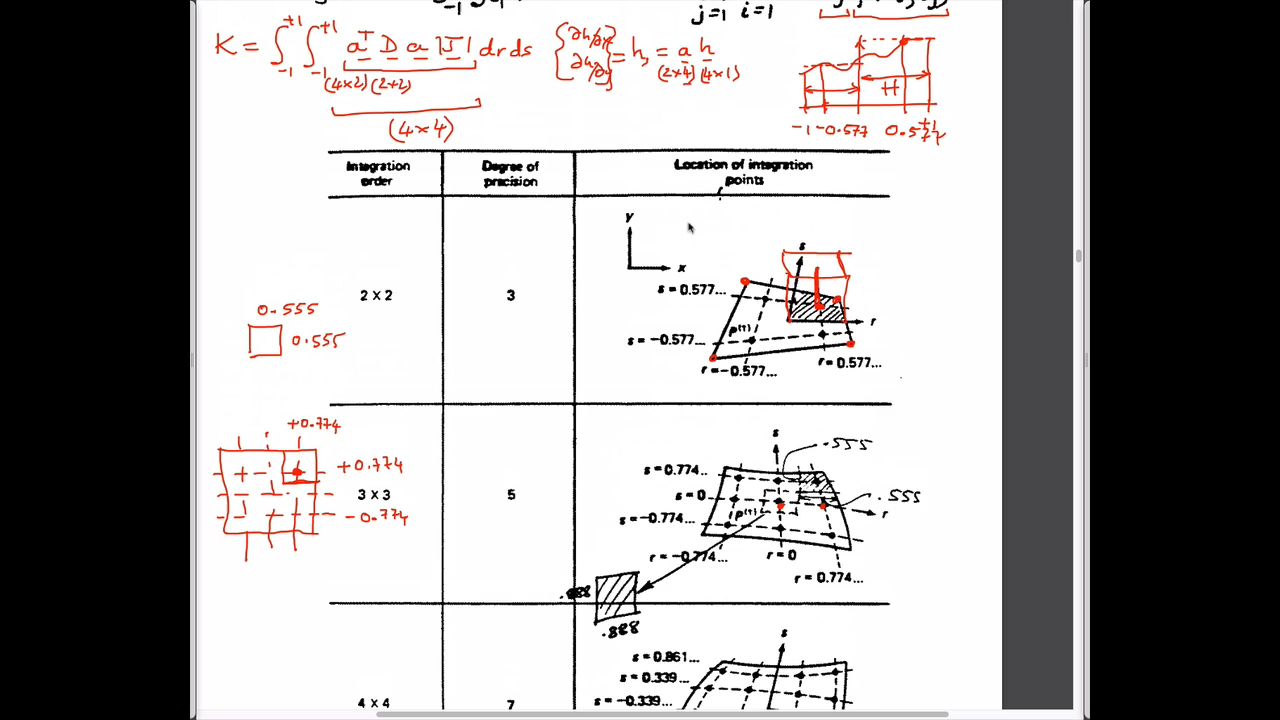 j=1 i=1
K = ∫₋₁⁺¹ ∫₋₁⁺¹ aᵀ D a |J| dr ds
(4×2)(2×2)
(4×4)
{∂h/∂x ∂h/∂y} = h, = a h
(2×4)(4×1)
H
-1 -0.577 0.577 +1
Integration order
Degree of precision
Location of integration points
2 × 2
3
y
x
s
r
s = 0.577...
s = −0.577...
P(T)
r = −0.577...
r = 0.577...
0.555
0.555
+0.774
+0.774
-0.774
3 × 3
5
s
s = 0.774...
s = 0
s = −0.774...
P(T)
.555
.555
r
r = −0.774...
r = 0
r = 0.774...
.888
.888
4 × 4
7
s
s = 0.861...
s = 0.339...
s = −0.339...